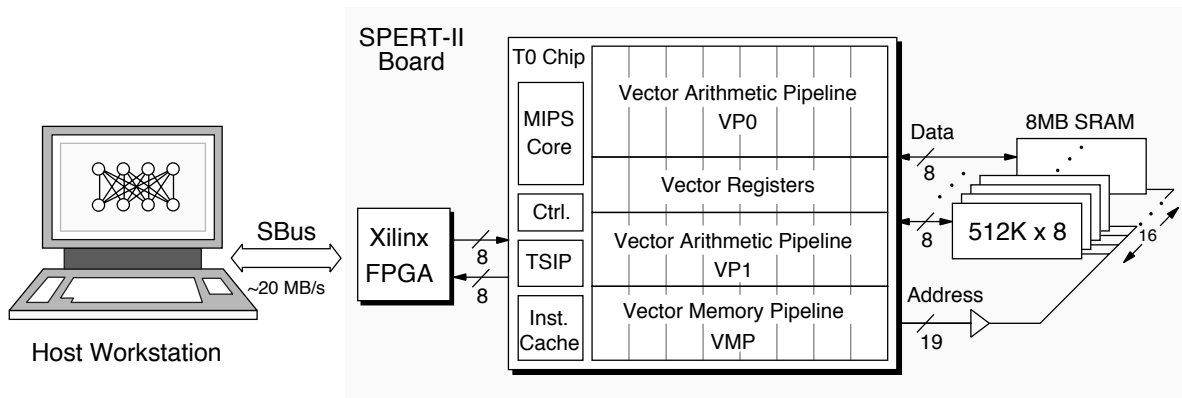 SPERT-II
Board
T0 Chip
MIPS
Core
Ctrl.
TSIP
Inst.
Cache
Vector Arithmetic Pipeline
VP0
Vector Registers
Vector Arithmetic Pipeline
VP1
Vector Memory Pipeline
VMP
Host Workstation
SBus
~20 MB/s
Xilinx
FPGA
8
8
Data
8
8
8MB SRAM
512K x 8
16
Address
19